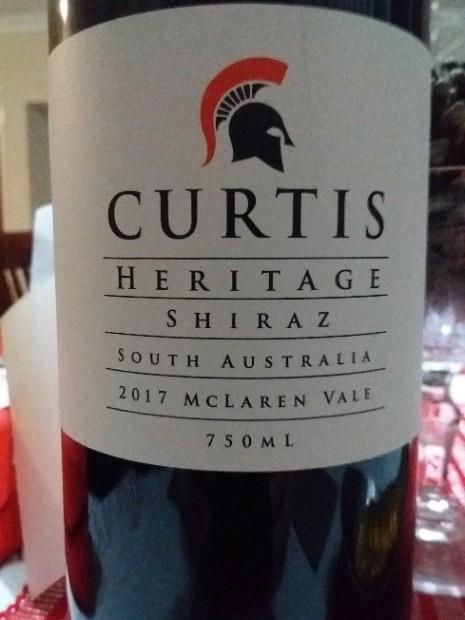 CURTIS
HERITAGE
SHIRAZ
SOUTH AUSTRALIA
2017 MCLAREN VALE
750ML